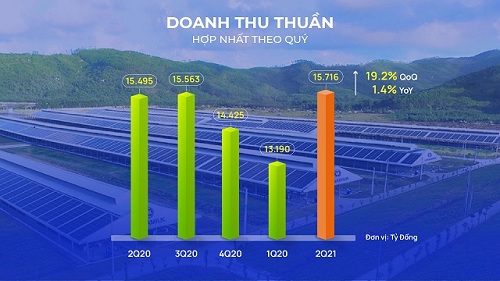 DOANH THU THUẦN
HỢP NHẤT THEO QUÝ
15.495
15.563
14.425
13.190
15.716
19.2% QoQ
1.4% YoY
Đơn vị: Tỷ Đồng
2Q20
3Q20
4Q20
1Q20
2Q21